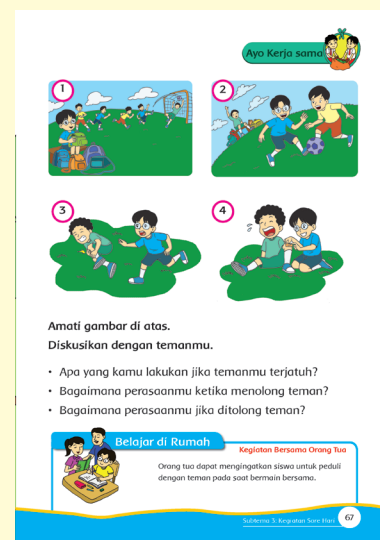 Ayo Kerja sama
1
2
3
4
Amati gambar di atas.
Diskusikan dengan temanmu.
• Apa yang kamu lakukan jika temanmu terjatuh?
• Bagaimana perasaanmu ketika menolong teman?
• Bagaimana perasaanmu jika ditolong teman?
Belajar di Rumah
Kegiatan Bersama Orang Tua
Orang tua dapat mengingatkan siswa untuk peduli
dengan teman pada saat bermain bersama.
Subtema 3: Kegiatan Sore Hari
67